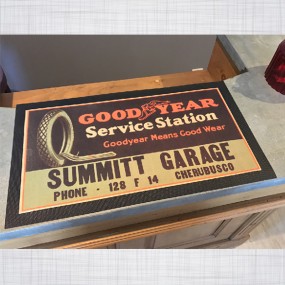 GOODYEAR
Service Station
Goodyear Means Good Wear
SUMMITT GARAGE
PHONE · 128 F 14 CHERUBUSCO